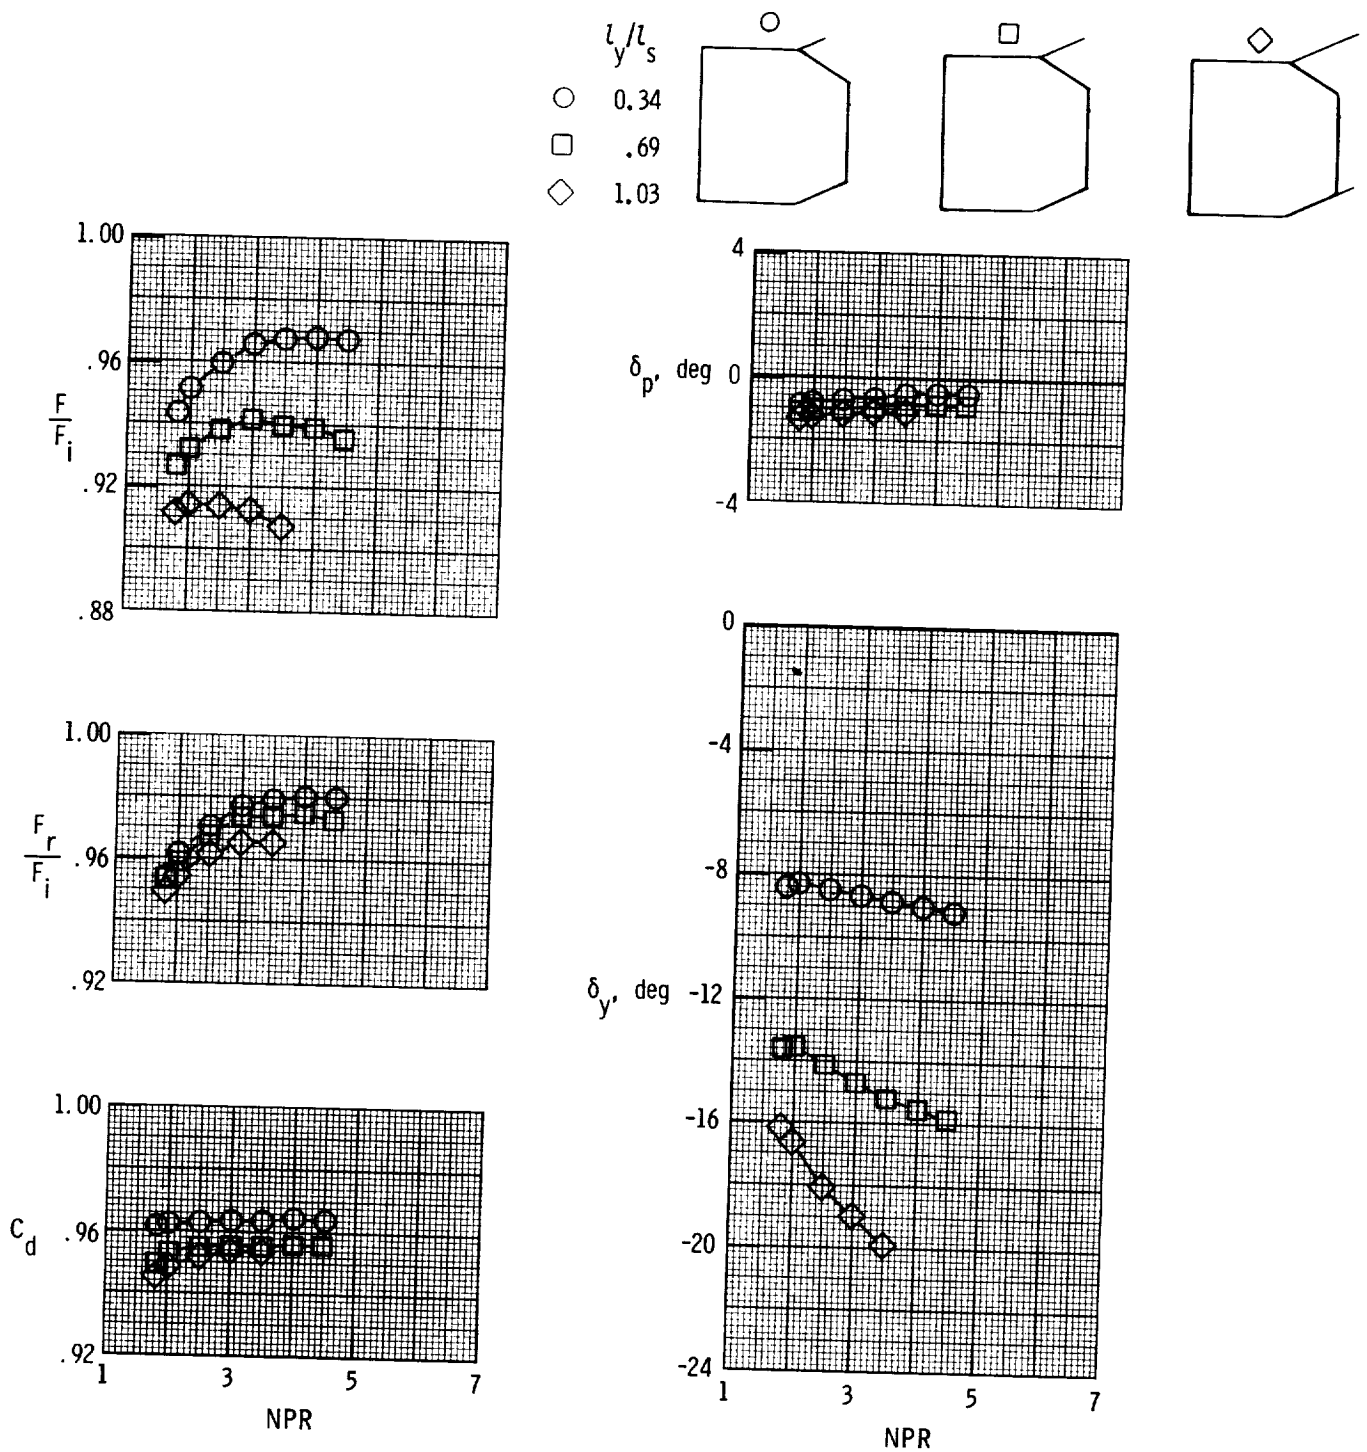 l_y/l_s
0.34
.69
1.03
1.00
.96
.92
.88
F/F_i
4
0
-4
δ_p, deg
1.00
.96
.92
F_r/F_i
0
-4
-8
-12
-16
-20
-24
δ_y, deg
1.00
.96
.92
C_d
1 3 5 7
NPR
1 3 5 7
NPR